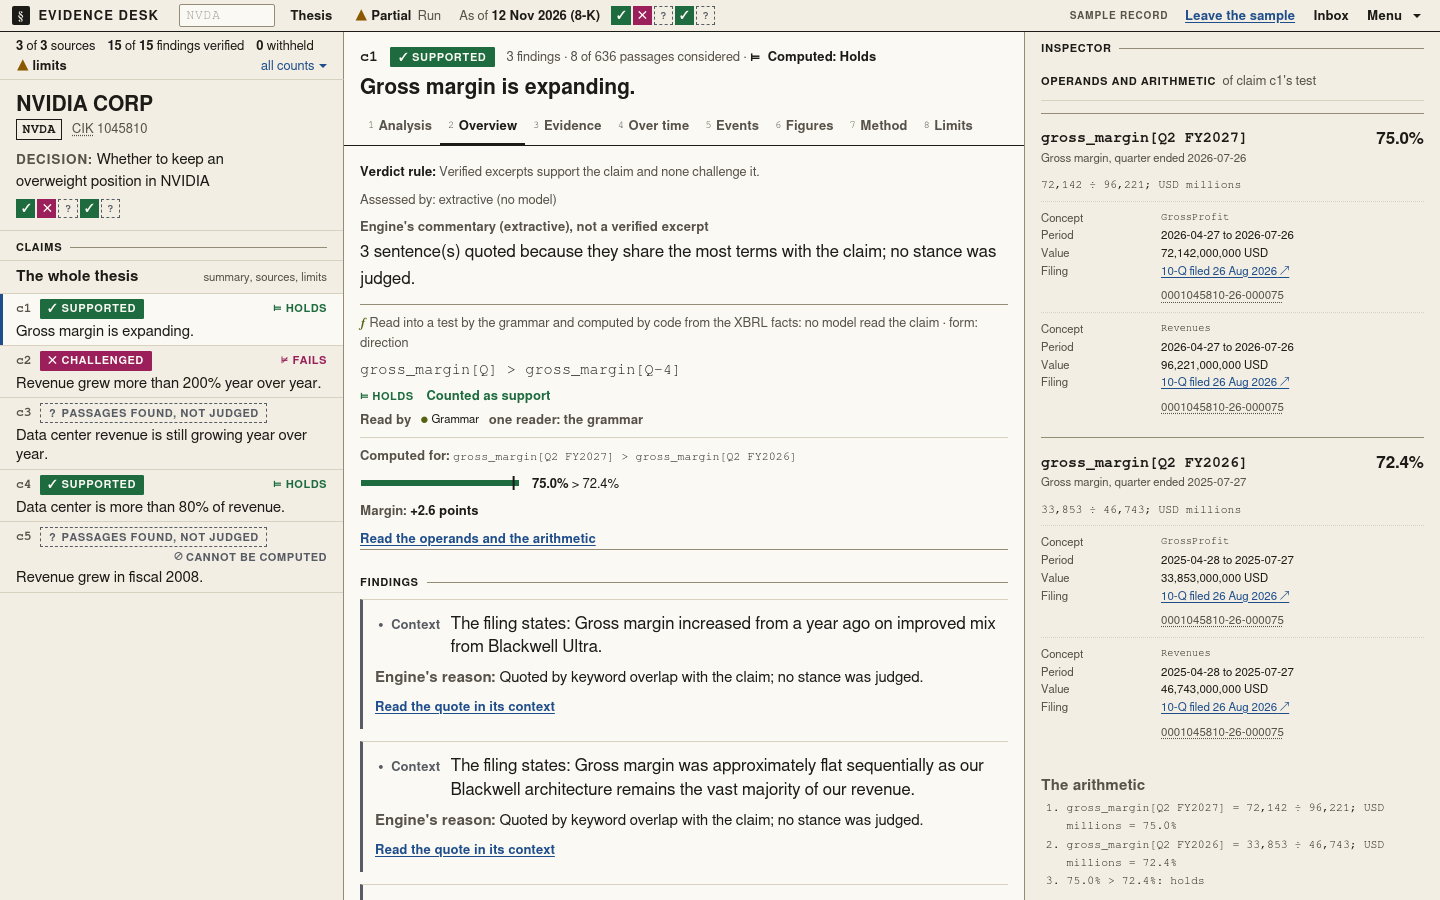 § EVIDENCE DESK NVDA Thesis Partial Run As of 12 Nov 2026 (8-K) ✓ ✕ ? ✓ ? SAMPLE RECORD Leave the sample Inbox Menu
3 of 3 sources 15 of 15 findings verified 0 withheld
limits all counts
NVIDIA CORP
NVDA CIK 1045810
DECISION: Whether to keep an
overweight position in NVIDIA
✓ ✕ ? ✓ ?
CLAIMS
The whole thesis summary, sources, limits
c1 ✓ SUPPORTED ⊨ HOLDS
Gross margin is expanding.
c2 ✕ CHALLENGED ⊭ FAILS
Revenue grew more than 200% year over year.
c3 ? PASSAGES FOUND, NOT JUDGED
Data center revenue is still growing year over
year.
c4 ✓ SUPPORTED ⊨ HOLDS
Data center is more than 80% of revenue.
c5 ? PASSAGES FOUND, NOT JUDGED
⊘ CANNOT BE COMPUTED
Revenue grew in fiscal 2008.
c1 ✓ SUPPORTED 3 findings · 8 of 636 passages considered · ⊨ Computed: Holds
Gross margin is expanding.
1 Analysis 2 Overview 3 Evidence 4 Over time 5 Events 6 Figures 7 Method 8 Limits
Verdict rule: Verified excerpts support the claim and none challenge it.
Assessed by: extractive (no model)
Engine's commentary (extractive), not a verified excerpt
3 sentence(s) quoted because they share the most terms with the claim; no stance was
judged.
ƒ Read into a test by the grammar and computed by code from the XBRL facts: no model read the claim · form:
direction
gross_margin[Q] > gross_margin[Q-4]
⊨ HOLDS Counted as support
Read by ● Grammar one reader: the grammar
Computed for: gross_margin[Q2 FY2027] > gross_margin[Q2 FY2026]
75.0% > 72.4%
Margin: +2.6 points
Read the operands and the arithmetic
FINDINGS
• Context The filing states: Gross margin increased from a year ago on improved mix
from Blackwell Ultra.
Engine's reason: Quoted by keyword overlap with the claim; no stance was judged.
Read the quote in its context
• Context The filing states: Gross margin was approximately flat sequentially as our
Blackwell architecture remains the vast majority of our revenue.
Engine's reason: Quoted by keyword overlap with the claim; no stance was judged.
Read the quote in its context
INSPECTOR
OPERANDS AND ARITHMETIC of claim c1's test
gross_margin[Q2 FY2027] 75.0%
Gross margin, quarter ended 2026-07-26
72,142 ÷ 96,221; USD millions
Concept GrossProfit
Period 2026-04-27 to 2026-07-26
Value 72,142,000,000 USD
Filing 10-Q filed 26 Aug 2026 ↗
0001045810-26-000075
Concept Revenues
Period 2026-04-27 to 2026-07-26
Value 96,221,000,000 USD
Filing 10-Q filed 26 Aug 2026 ↗
0001045810-26-000075
gross_margin[Q2 FY2026] 72.4%
Gross margin, quarter ended 2025-07-27
33,853 ÷ 46,743; USD millions
Concept GrossProfit
Period 2025-04-28 to 2025-07-27
Value 33,853,000,000 USD
Filing 10-Q filed 26 Aug 2026 ↗
0001045810-26-000075
Concept Revenues
Period 2025-04-28 to 2025-07-27
Value 46,743,000,000 USD
Filing 10-Q filed 26 Aug 2026 ↗
0001045810-26-000075
The arithmetic
1. gross_margin[Q2 FY2027] = 72,142 ÷ 96,221; USD
millions = 75.0%
2. gross_margin[Q2 FY2026] = 33,853 ÷ 46,743; USD
millions = 72.4%
3. 75.0% > 72.4%: holds